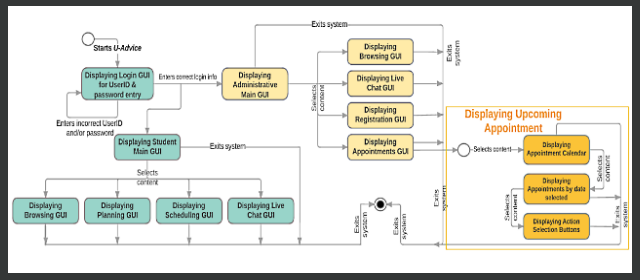 Exits system
Starts U-Advice
Displaying Login GUI
for UserID &
password entry
Enters correct login info
Displaying
Administrative
Main GUI
Selects
content
Displaying
Browsing GUI
Displaying Live
Chat GUI
Displaying
Registration GUI
Displaying
Appointments GUI
Exits
system
Enters incorrect UserID
and/or password
Displaying Student
Main GUI
Exits system
Selects
content
Displaying
Browsing GUI
Displaying
Planning GUI
Displaying
Scheduling GUI
Displaying Live
Chat GUI
Exits
system
Exits
system
Exits
system
Displaying Upcoming
Appointment
Selects content
Displaying
Appointment Calendar
Selects
content
Displaying
Appointments by date
selected
Selects
content
Displaying Action
Selection Buttons
Exits
system